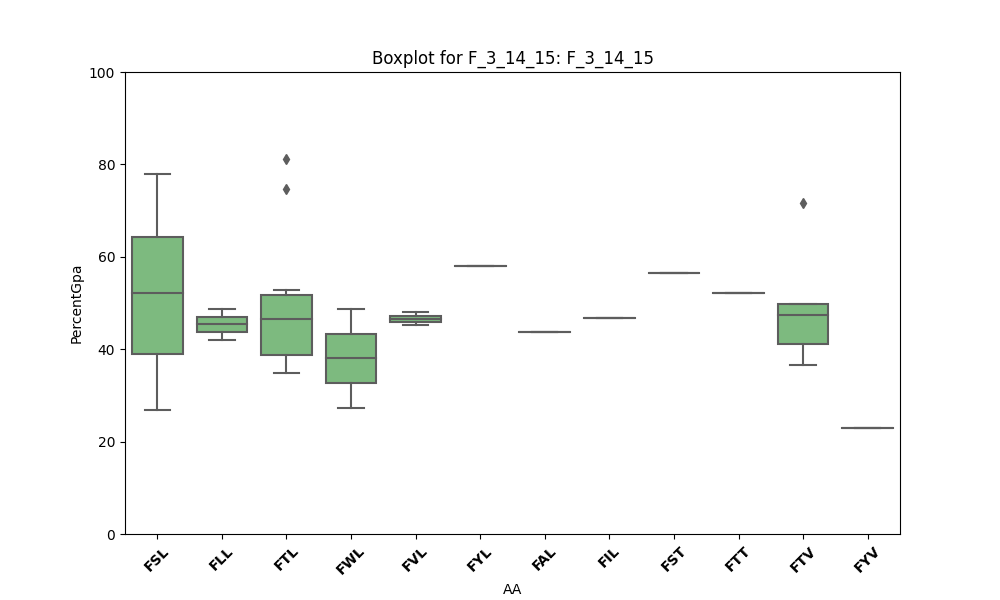 Boxplot for F_3_14_15: F_3_14_15
100
80
60
40
20
0
PercentGpa
FSL FLL FTL FWL FVL FYL FAL FIL FST FTT FTV FYV
AA